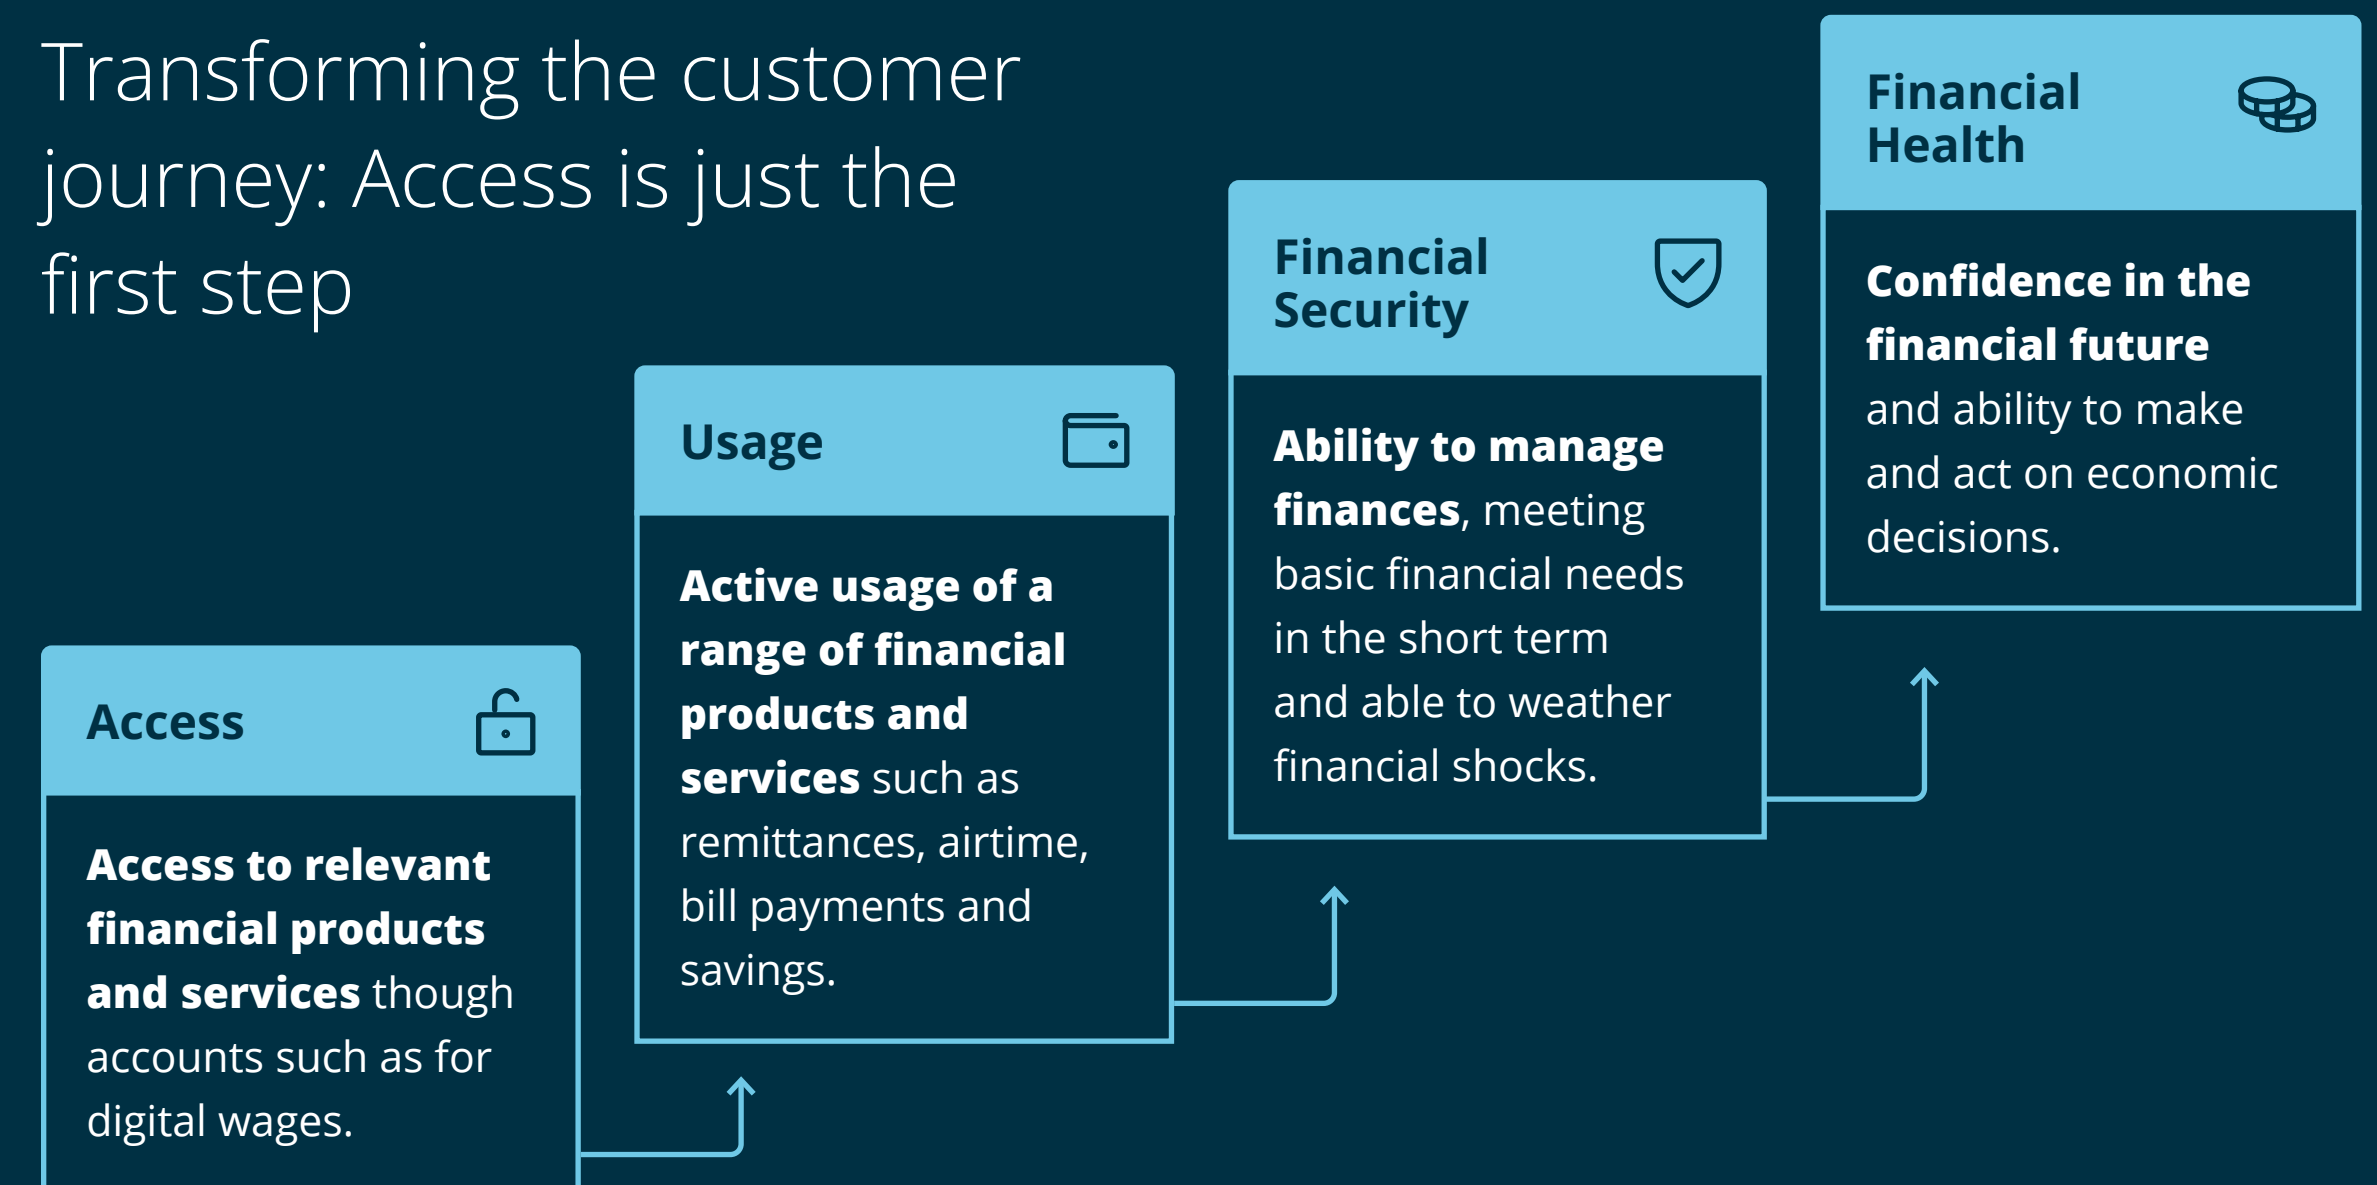 Transforming the customer
journey: Access is just the
first step
Access
Access to relevant
financial products
and services though
accounts such as for
digital wages.
Usage
Active usage of a
range of financial
products and
services such as
remittances, airtime,
bill payments and
savings.
Financial
Security
Ability to manage
finances, meeting
basic financial needs
in the short term
and able to weather
financial shocks.
Financial
Health
Confidence in the
financial future
and ability to make
and act on economic
decisions.